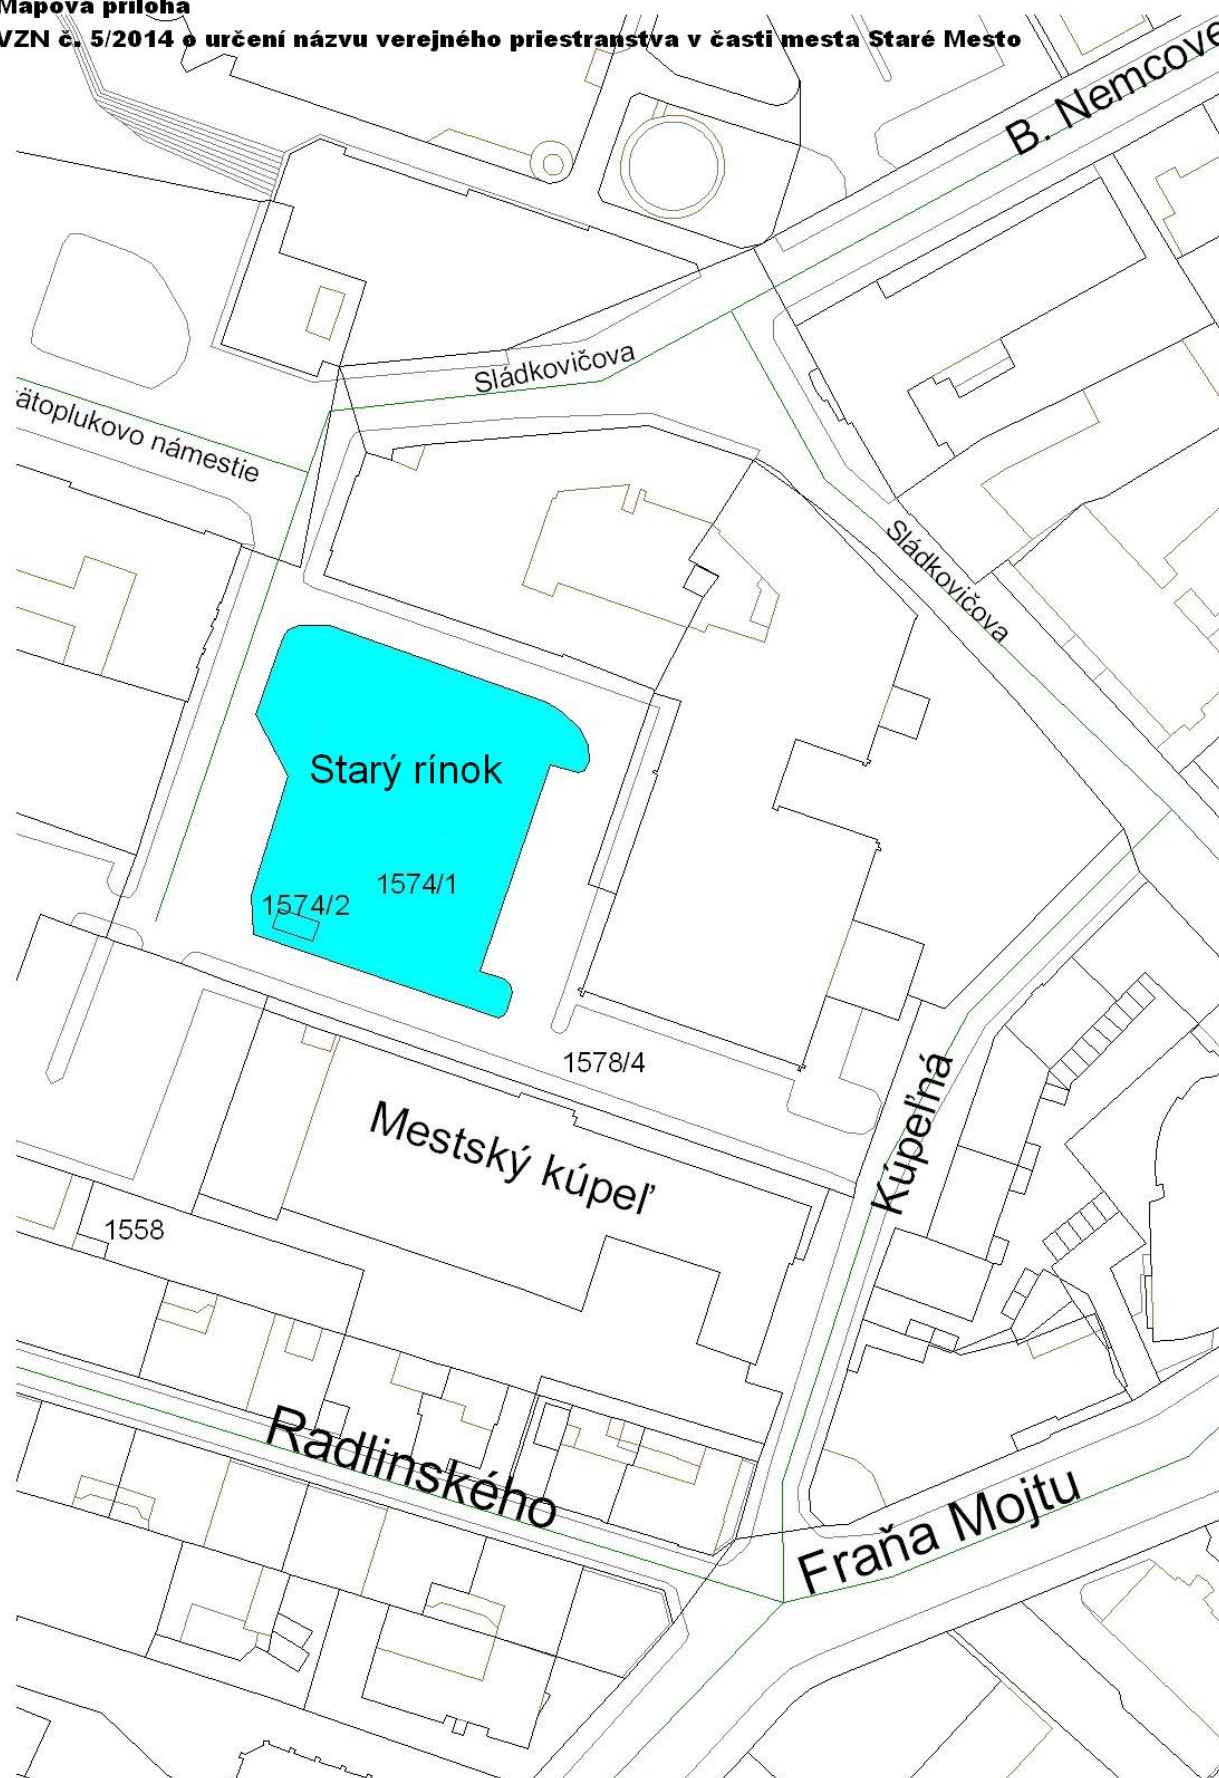 Mapová príloha
VZN č. 5/2014 o určení názvu verejného priestranstva v časti mesta Staré Mesto
B. Nemcove
Sládkovičova
ätoplukovo námestie
Sládkovičova
Starý rínok
1574/1
1574/2
1578/4
Mestský kúpeľ
Kúpeľná
1558
Radlinského
Fraňa Mojtu